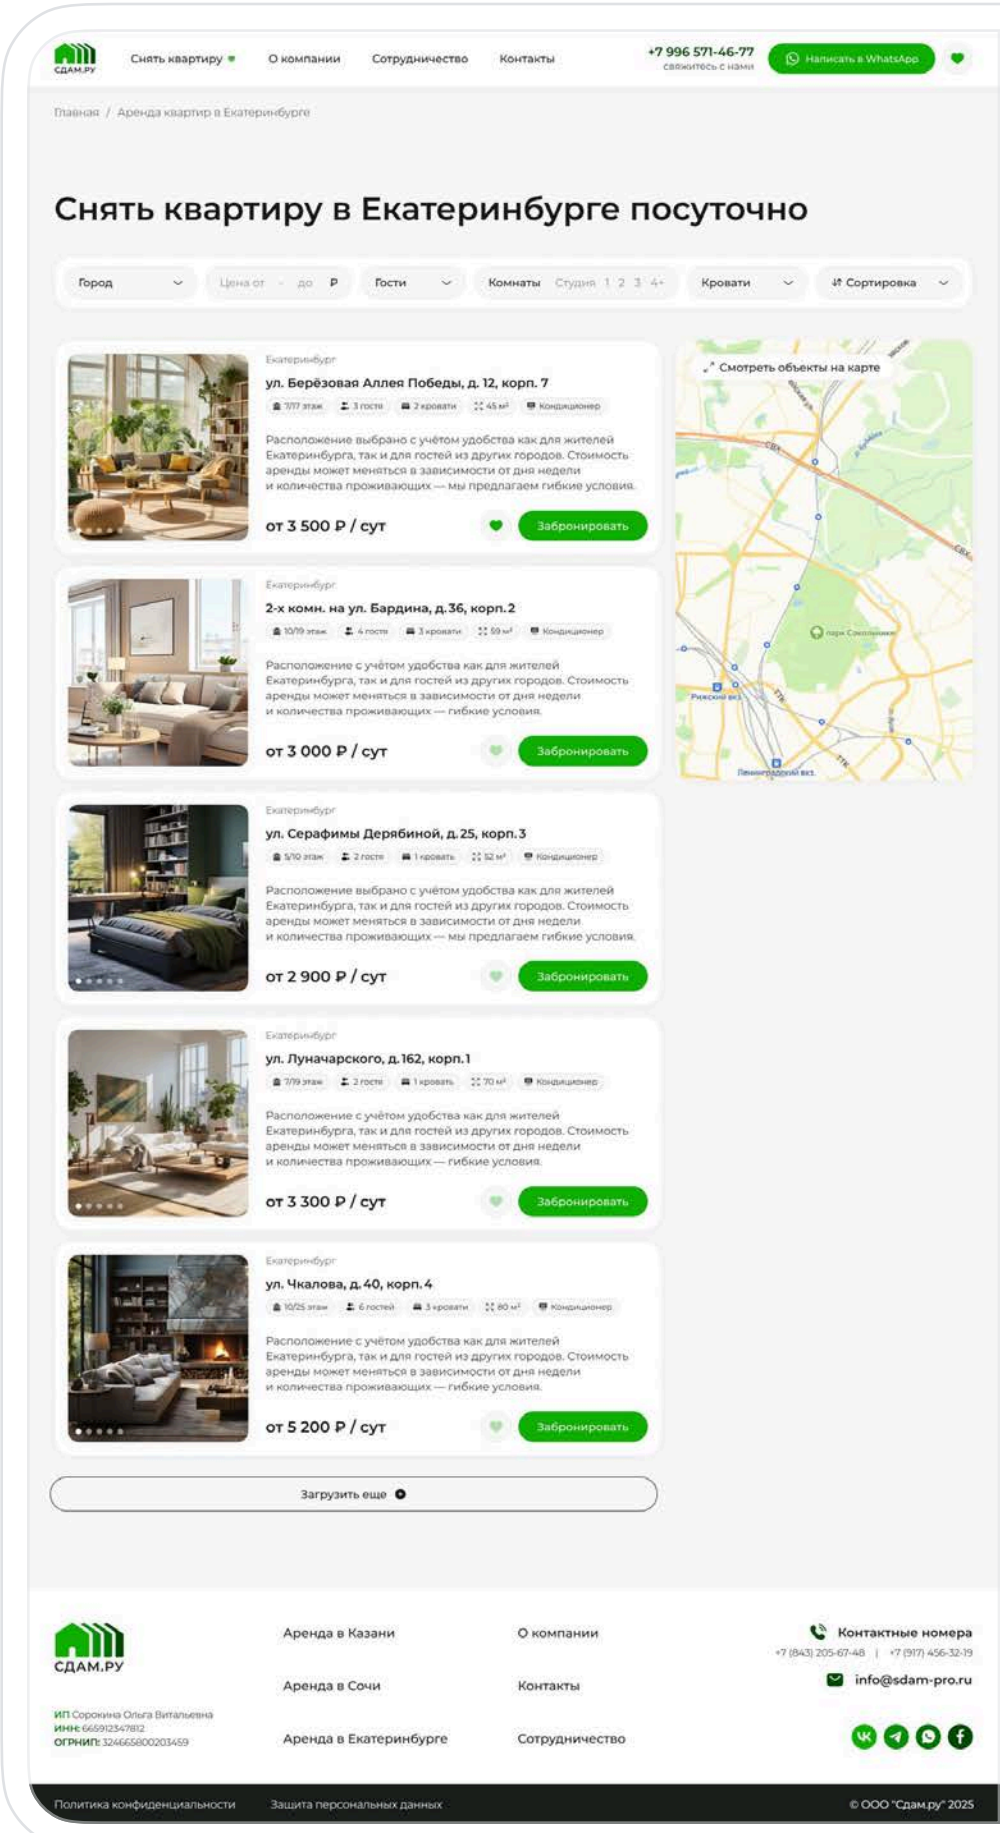 СДАМ.РУ
Снять квартиру
О компании
Сотрудничество
Контакты
+7 996 571-46-77
свяжитесь с нами
Написать в WhatsApp
Главная / Аренда квартир в Екатеринбурге
Снять квартиру в Екатеринбурге посуточно
Город
Цена от - до ₽
Гости
Комнаты Студия 1 2 3 4+
Кровати
Сортировка
Екатеринбург
ул. Берёзовая Аллея Победы, д. 12, корп. 7
7/17 этаж 3 гостя 2 кровати 45 м² Кондиционер
Расположение выбрано с учётом удобства как для жителей
Екатеринбурга, так и для гостей из других городов. Стоимость
аренды может меняться в зависимости от дня недели
и количества проживающих — мы предлагаем гибкие условия.
от 3 500 ₽ / сут
Забронировать
Смотреть объекты на карте
СВХ
СВХ
парк Сокольники
Рижский вкз.
ТТК
ТТК
Ленинградский вкз.
Екатеринбург
2-х комн. на ул. Бардина, д. 36, корп. 2
10/19 этаж 4 гостя 3 кровати 59 м² Кондиционер
Расположение с учётом удобства как для жителей
Екатеринбурга, так и для гостей из других городов. Стоимость
аренды может меняться в зависимости от дня недели
и количества проживающих — гибкие условия.
от 3 000 ₽ / сут
Забронировать
Екатеринбург
ул. Серафимы Дерябиной, д. 25, корп. 3
5/10 этаж 2 гостя 1 кровать 52 м² Кондиционер
Расположение выбрано с учётом удобства как для жителей
Екатеринбурга, так и для гостей из других городов. Стоимость
аренды может меняться в зависимости от дня недели
и количества проживающих — мы предлагаем гибкие условия.
от 2 900 ₽ / сут
Забронировать
Екатеринбург
ул. Луначарского, д. 162, корп. 1
7/19 этаж 2 гостя 1 кровать 70 м² Кондиционер
Расположение с учётом удобства как для жителей
Екатеринбурга, так и для гостей из других городов. Стоимость
аренды может меняться в зависимости от дня недели
и количества проживающих — гибкие условия.
от 3 300 ₽ / сут
Забронировать
Екатеринбург
ул. Чкалова, д. 40, корп. 4
10/25 этаж 6 гостей 3 кровати 80 м² Кондиционер
Расположение с учётом удобства как для жителей
Екатеринбурга, так и для гостей из других городов. Стоимость
аренды может меняться в зависимости от дня недели
и количества проживающих — гибкие условия.
от 5 200 ₽ / сут
Забронировать
Загрузить еще
СДАМ.РУ
ИП Сорокина Ольга Витальевна
ИНН: 665912347812
ОГРНИП: 324665800203459
Аренда в Казани
Аренда в Сочи
Аренда в Екатеринбурге
О компании
Контакты
Сотрудничество
Контактные номера
+7 (843) 205-67-48 | +7 (917) 456-32-19
info@sdam-pro.ru
Политика конфиденциальности
Защита персональных данных
© ООО "Сдам.ру" 2025